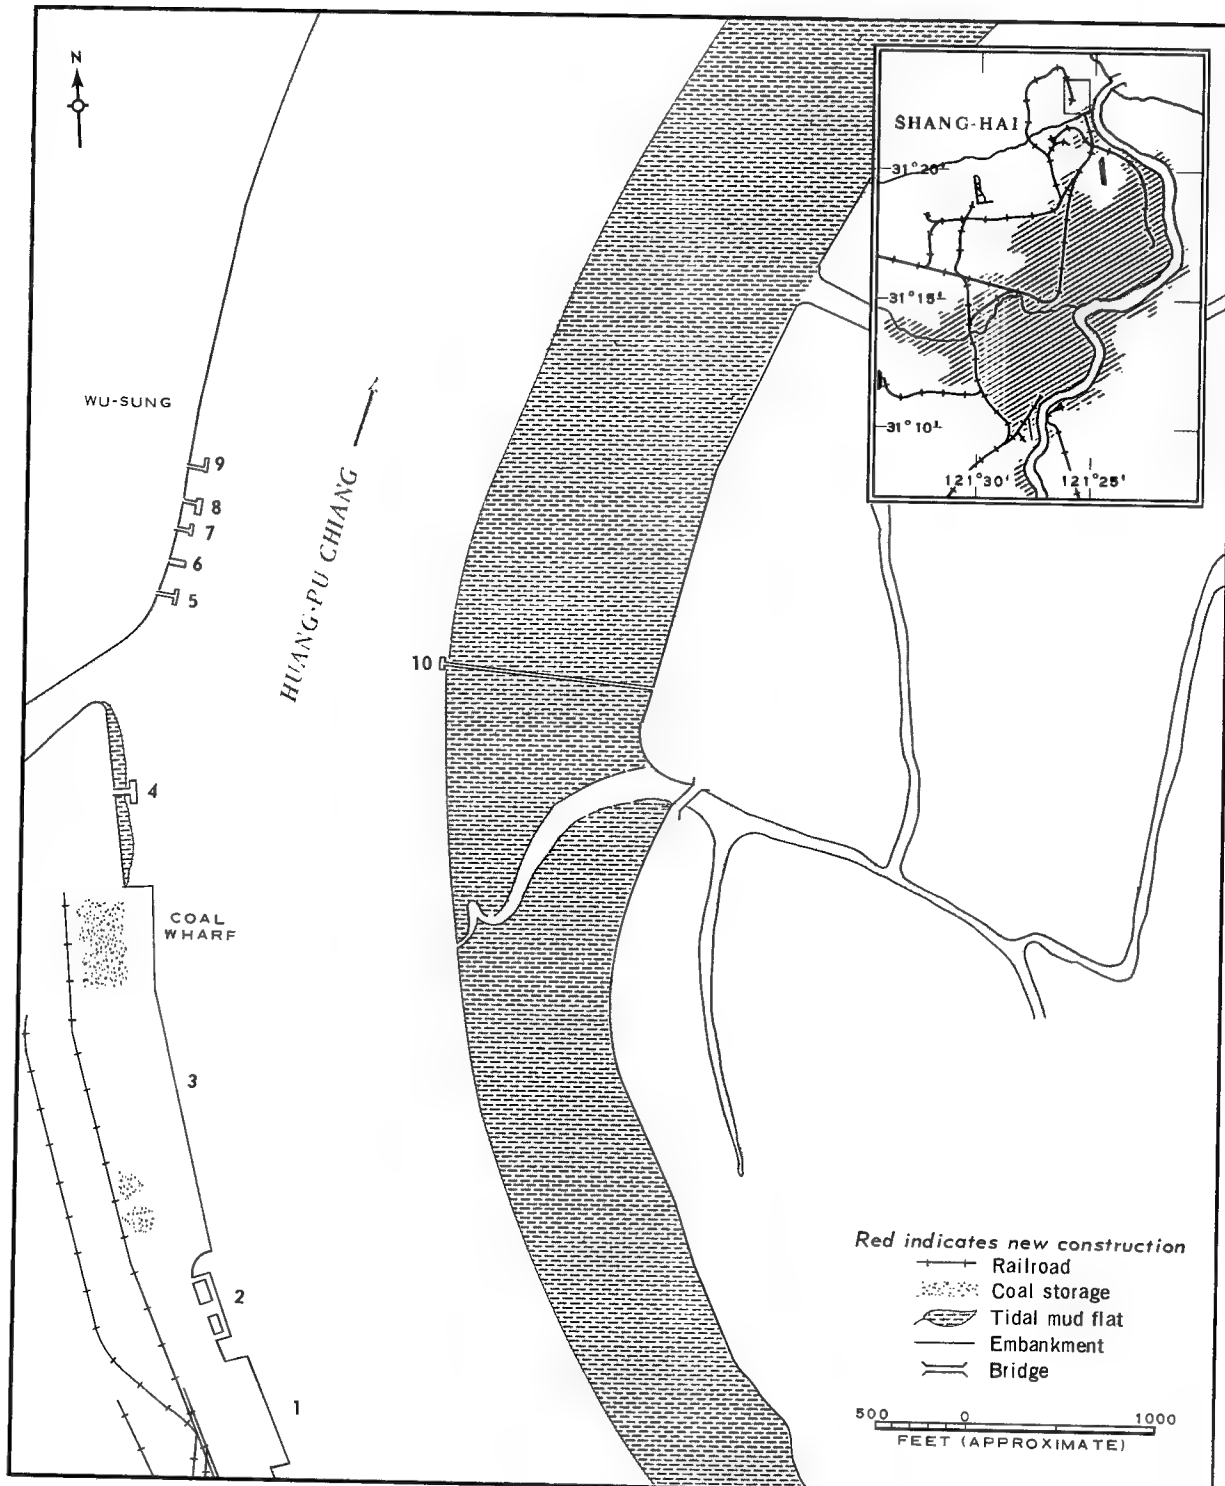 N
SHANG-HAI
31°20'
31°15'
31°10'
121°30' 121°25'
WU-SUNG
9
8
7
6
5
HUANG-PU CHIANG
10
4
COAL
WHARF
3
2
1
Red indicates new construction
Railroad
Coal storage
Tidal mud flat
Embankment
Bridge
500 0 1000
FEET (APPROXIMATE)